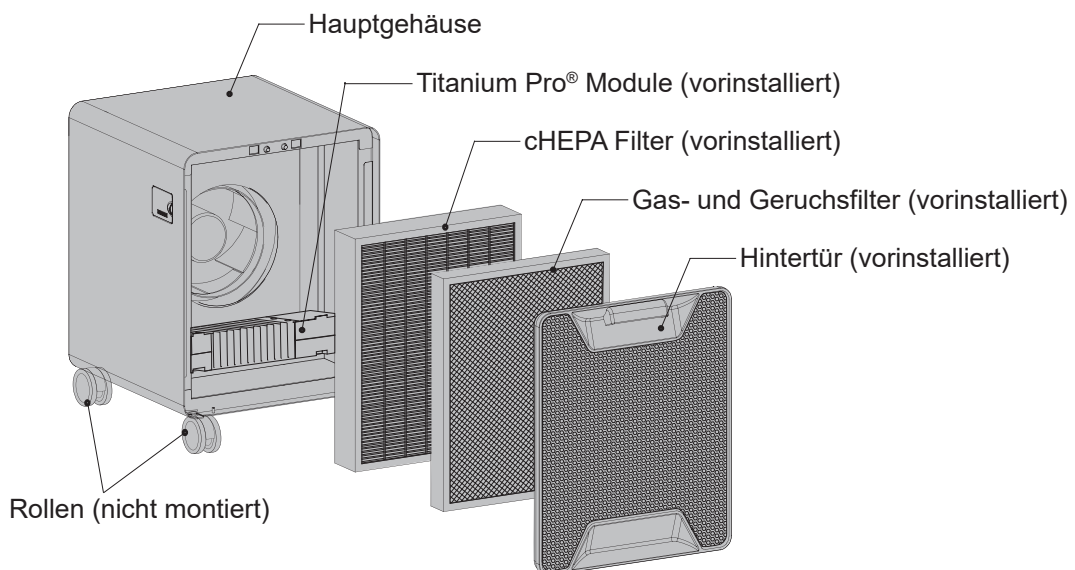 Hauptgehäuse
Titanium Pro® Module (vorinstalliert)
cHEPA Filter (vorinstalliert)
Gas- und Geruchsfilter (vorinstalliert)
Hintertür (vorinstalliert)
Rollen (nicht montiert)